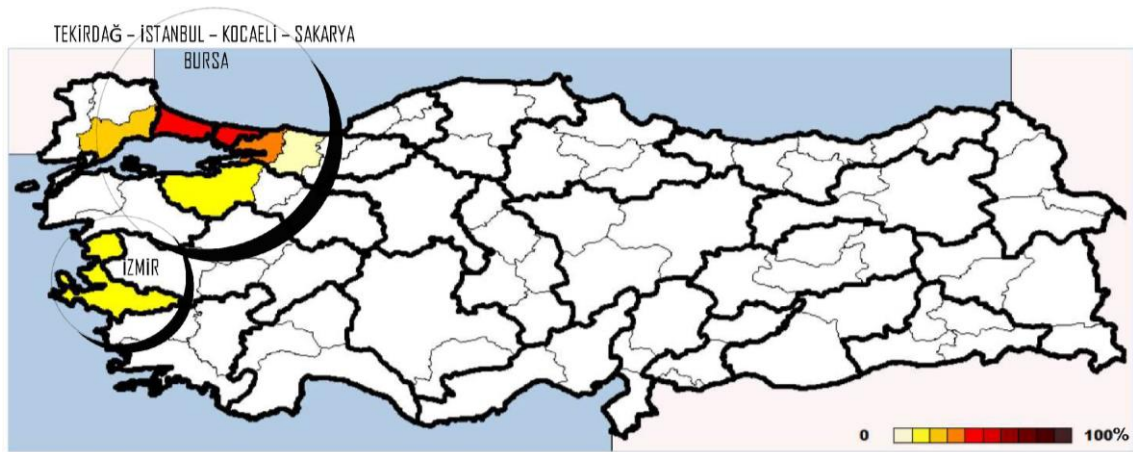 TEKİRDAĞ – İSTANBUL – KOCAELİ – SAKARYA
BURSA
İZMİR
0 100%